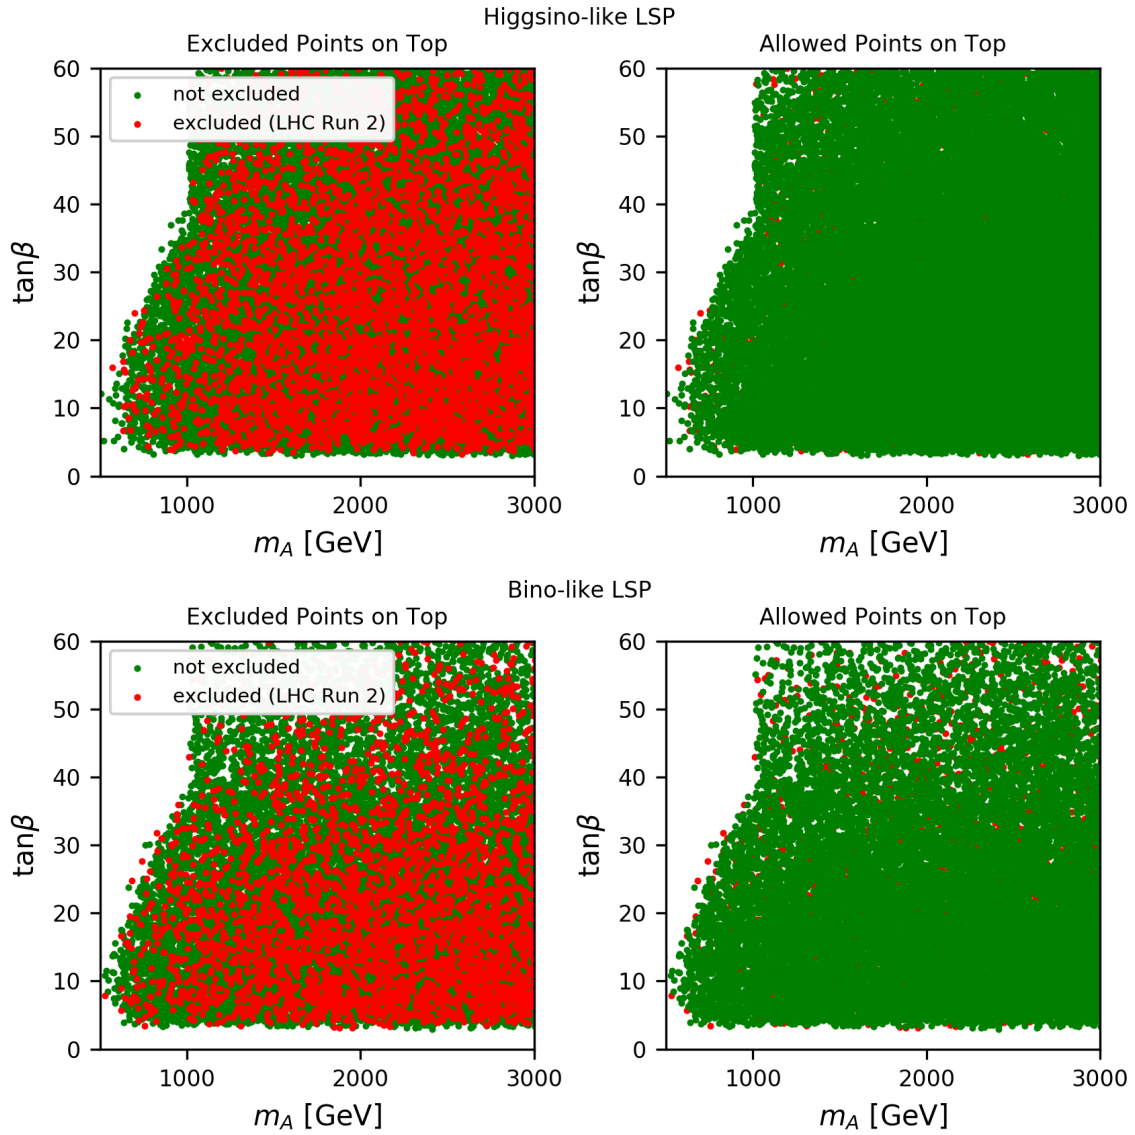 Higgsino-like LSP
Excluded Points on Top
Allowed Points on Top
60
50
40
30
20
10
0
tanβ
not excluded
excluded (LHC Run 2)
1000
2000
3000
m_A [GeV]
60
50
40
30
20
10
0
tanβ
1000
2000
3000
m_A [GeV]
Bino-like LSP
Excluded Points on Top
Allowed Points on Top
60
50
40
30
20
10
0
tanβ
not excluded
excluded (LHC Run 2)
1000
2000
3000
m_A [GeV]
60
50
40
30
20
10
0
tanβ
1000
2000
3000
m_A [GeV]